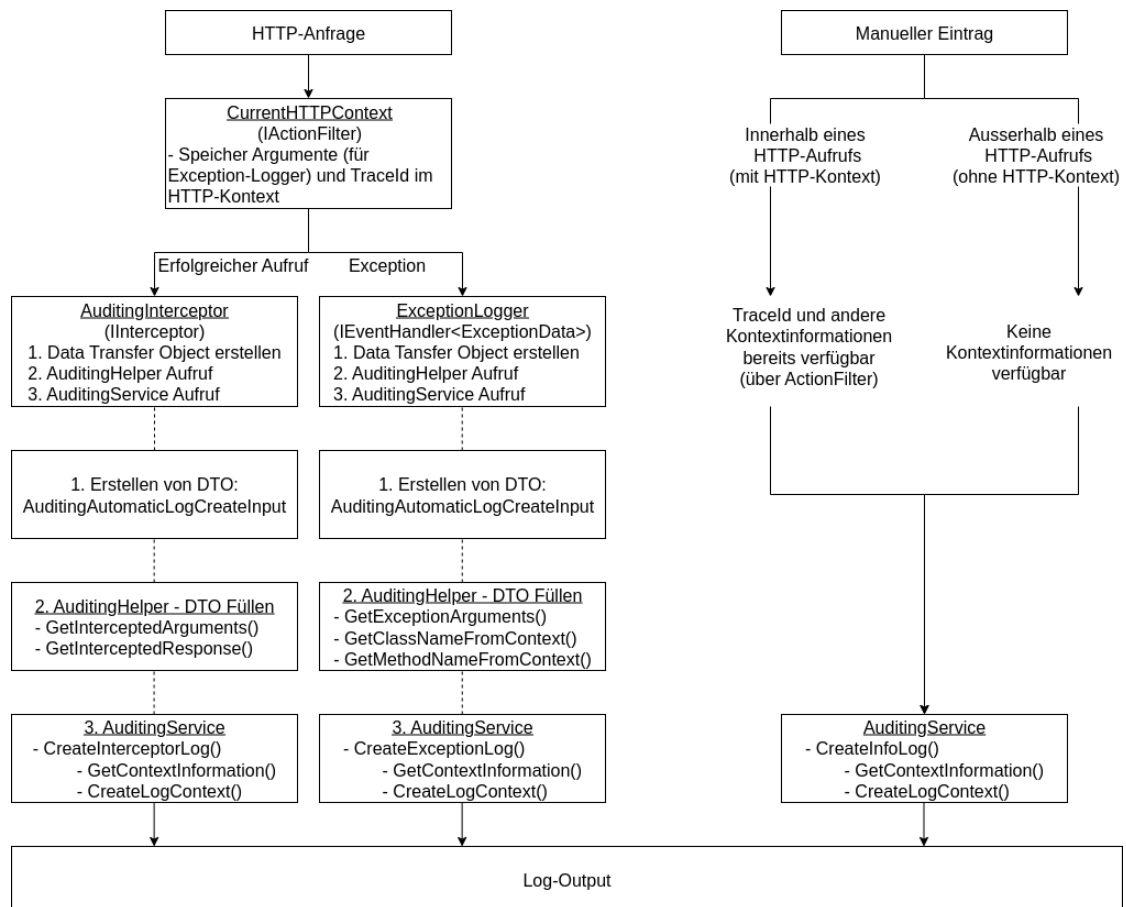 HTTP-Anfrage
Manueller Eintrag
CurrentHTTPContext
(IActionFilter)
- Speicher Argumente (für
Exception-Logger) und TraceId im
HTTP-Kontext
Innerhalb eines
HTTP-Aufrufs
(mit HTTP-Kontext)
Ausserhalb eines
HTTP-Aufrufs
(ohne HTTP-Kontext)
Erfolgreicher Aufruf
Exception
AuditingInterceptor
(IInterceptor)
1. Data Transfer Object erstellen
2. AuditingHelper Aufruf
3. AuditingService Aufruf
ExceptionLogger
(IEventHandler<ExceptionData>)
1. Data Tansfer Object erstellen
2. AuditingHelper Aufruf
3. AuditingService Aufruf
TraceId und andere
Kontextinformationen
bereits verfügbar
(über ActionFilter)
Keine
Kontextinformationen
verfügbar
1. Erstellen von DTO:
AuditingAutomaticLogCreateInput
1. Erstellen von DTO:
AuditingAutomaticLogCreateInput
2. AuditingHelper - DTO Füllen
- GetInterceptedArguments()
- GetInterceptedResponse()
2. AuditingHelper - DTO Füllen
- GetExceptionArguments()
- GetClassNameFromContext()
- GetMethodNameFromContext()
3. AuditingService
- CreateInterceptorLog()
- GetContextInformation()
- CreateLogContext()
3. AuditingService
- CreateExceptionLog()
- GetContextInformation()
- CreateLogContext()
AuditingService
- CreateInfoLog()
- GetContextInformation()
- CreateLogContext()
Log-Output